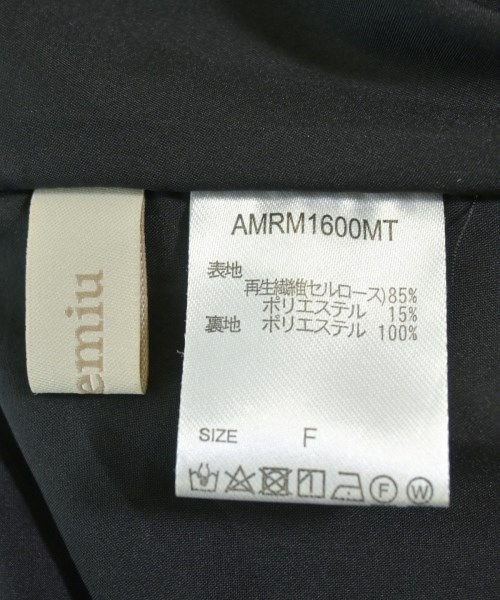 emiu
AMRM1600MT
表地
再生繊維(セルロース)85%
ポリエステル 15%
裏地 ポリエステル 100%
SIZE F
F W